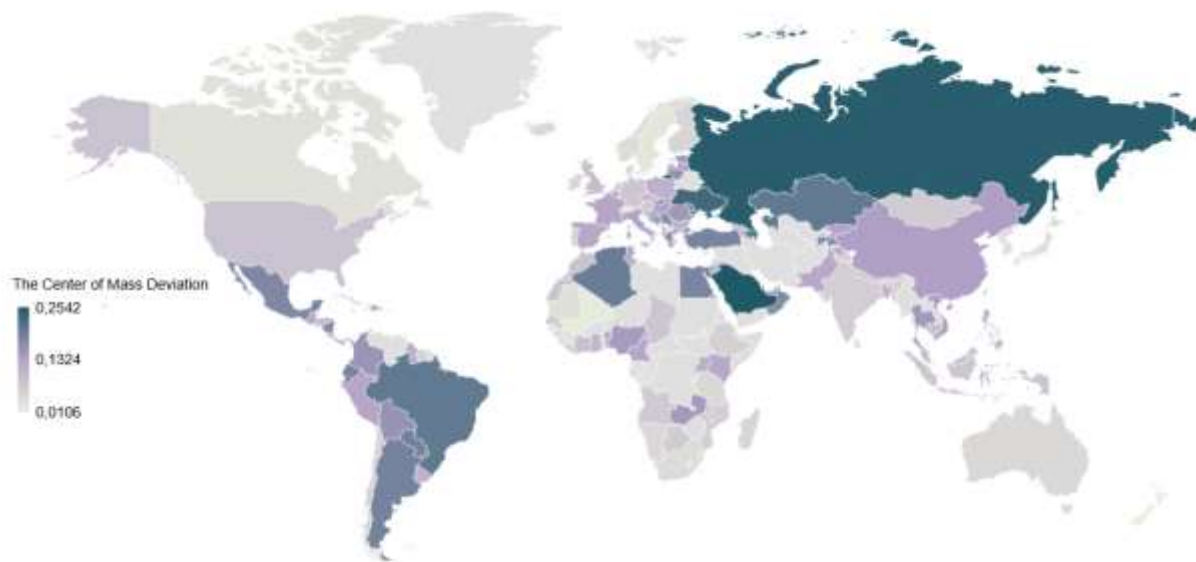 The Center of Mass Deviation
0,2542
0,1324
0,0106